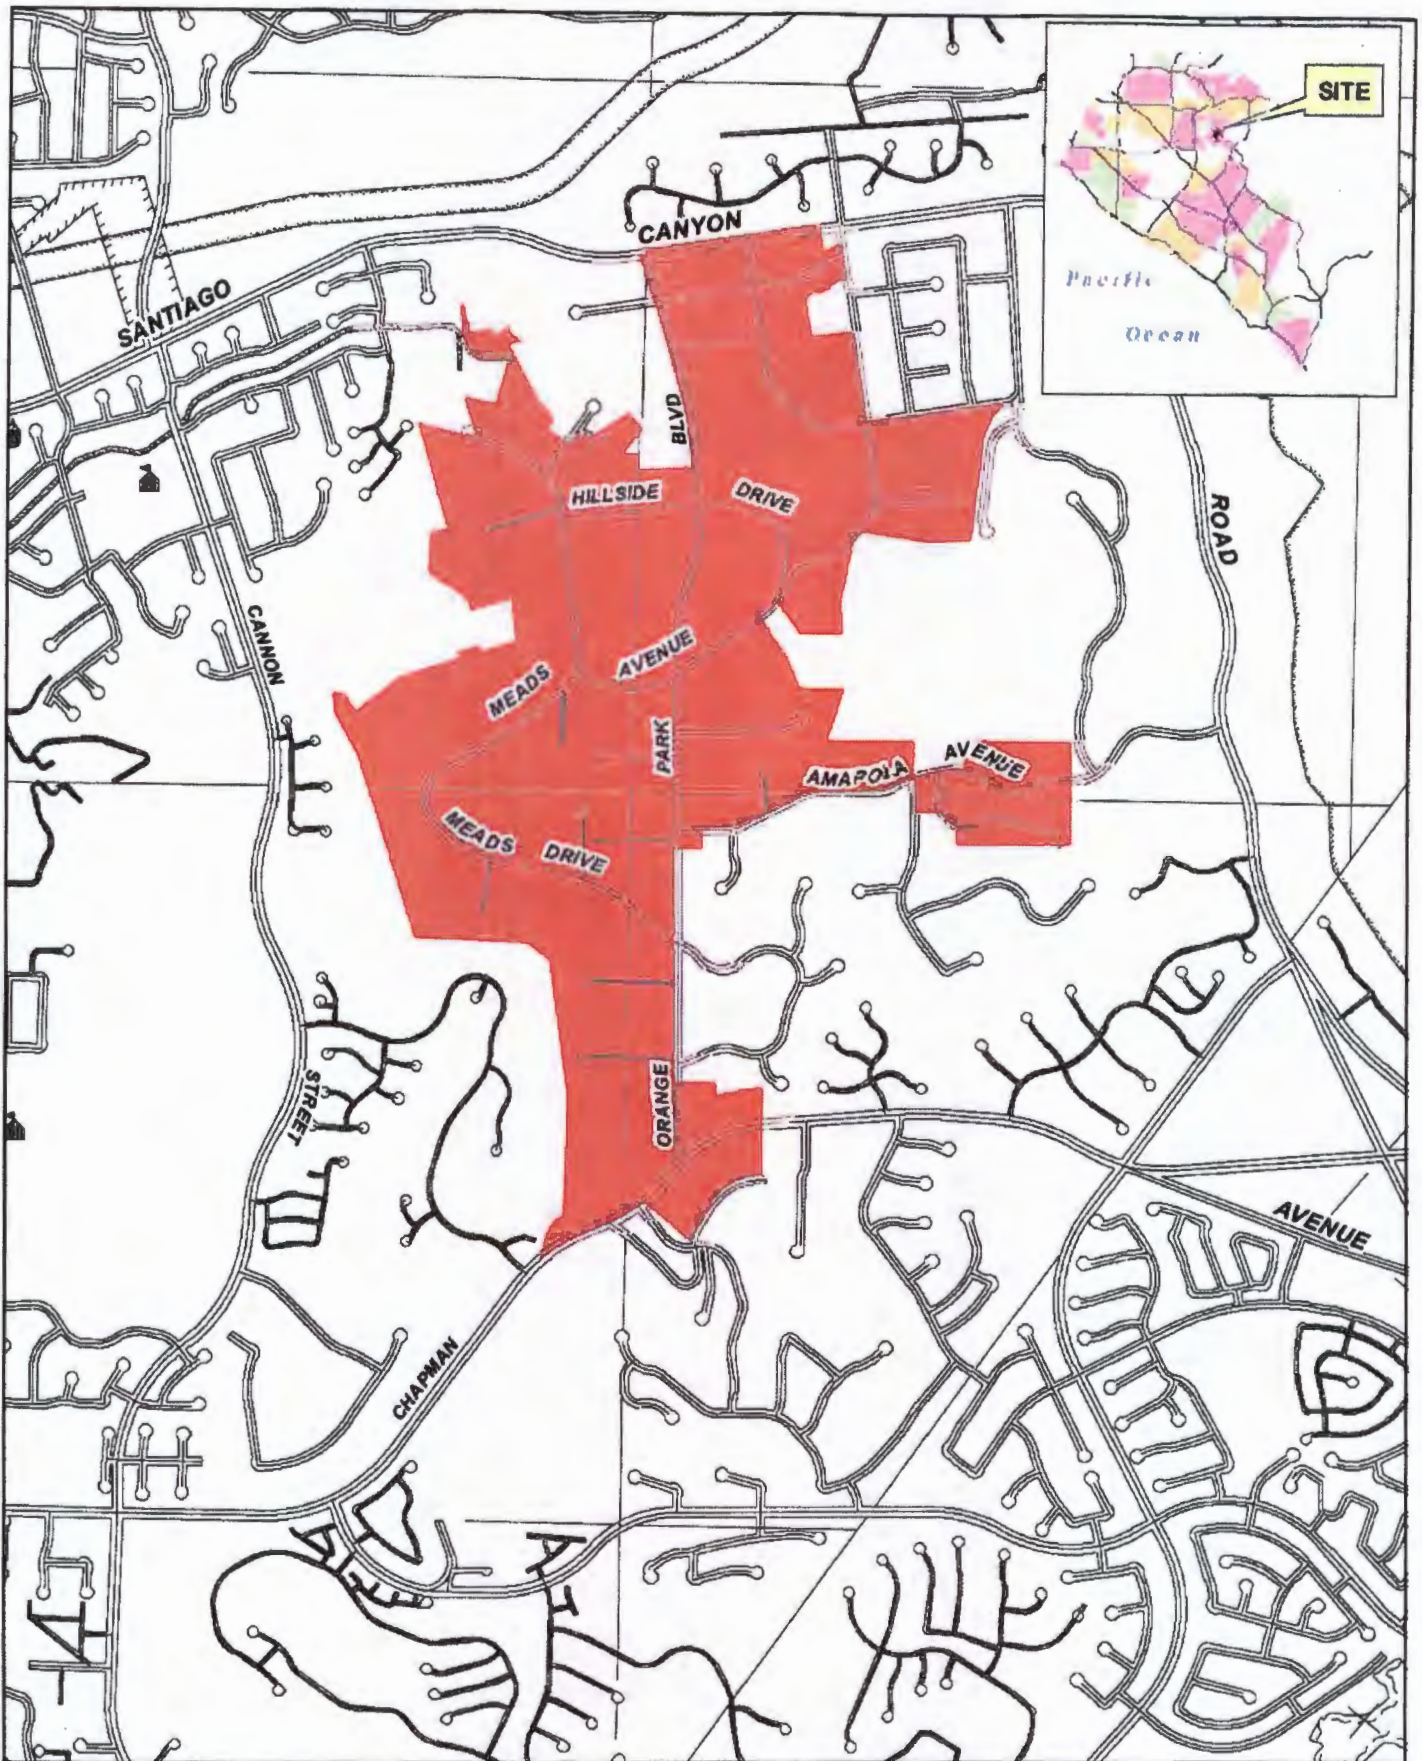 SITE
Pacific
Ocean
CANYON
SANTIAGO
BLVD
HILLSIDE
DRIVE
ROAD
CANNON
MEADS
AVENUE
PARK
AMAPOLA
AVENUE
MEADS
DRIVE
ORANGE
STREET
AVENUE
CHAPMAN